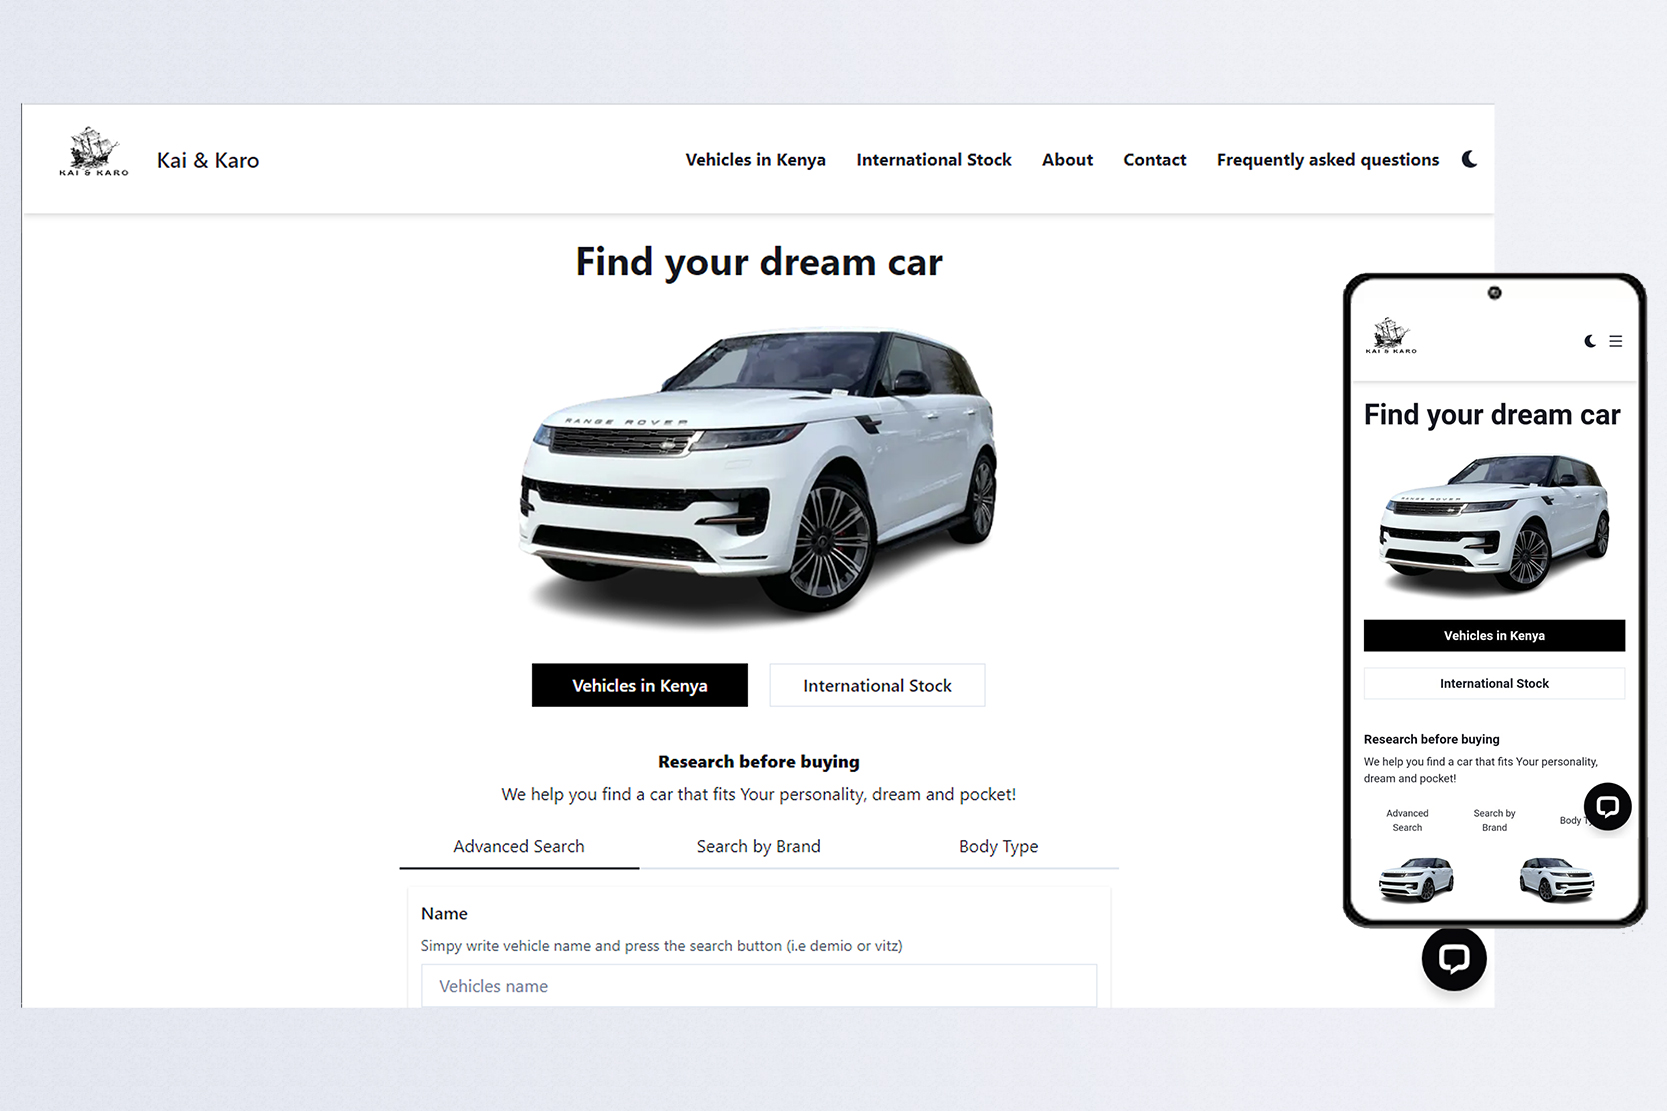 KAI & KARO
Kai & Karo
Vehicles in Kenya
International Stock
About
Contact
Frequently asked questions
Find your dream car
RANGE ROVER
Vehicles in Kenya
International Stock
Research before buying
We help you find a car that fits Your personality, dream and pocket!
Advanced Search
Search by Brand
Body Type
Name
Simpy write vehicle name and press the search button (i.e demio or vitz)
Vehicles name
KAI & KARO
Find your dream car
RANGE ROVER
Vehicles in Kenya
International Stock
Research before buying
We help you find a car that fits Your personality,
dream and pocket!
Advanced
Search
Search by
Brand
Body Ty